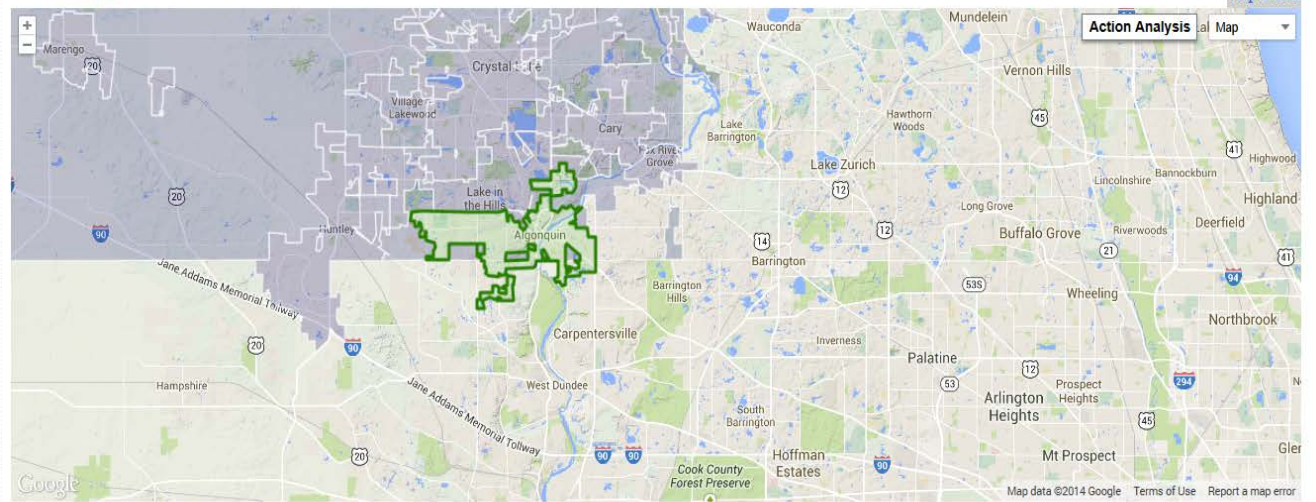 +
−
Action Analysis
Map
Mundelein
Wauconda
Marengo
20
Crystal Lake
Vernon Hills
Village
Lakewood
Hawthorn
Woods
45
Cary
Lake
Barrington
Fox River
Grove
41
Highwood
Lake Zurich
Bannockburn
Lincolnshire
12
Lake in
the Hills
20
Highland
Long Grove
Deerfield
Riverwoods
Huntley
Algonquin
90
12
Buffalo Grove
14
21
41
Barrington
94
Jane Addams Memorial Tollway
53S
Barrington
Hills
Wheeling
Northbrook
Carpentersville
Inverness
20
90
Palatine
12
Hampshire
West Dundee
53
Prospect
Heights
294
Jane Addams Memorial Tollway
Arlington
Heights
South
Barrington
45
20
90
90
Hoffman
Estates
90
Mt Prospect
Glen
Cook County
Forest Preserve
Google
Map data ©2014 Google
Terms of Use
Report a map error